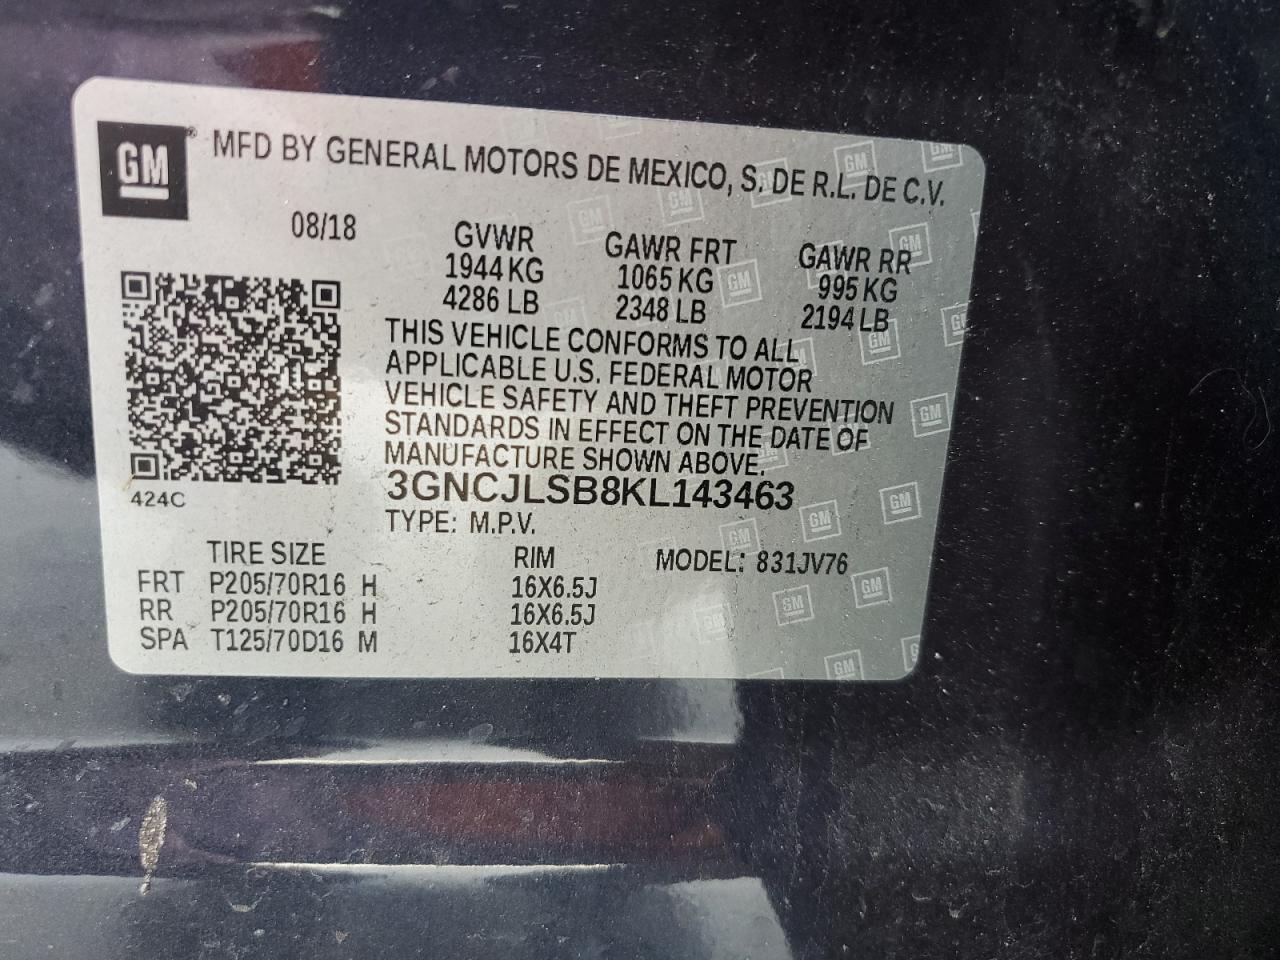 GM ® MFD BY GENERAL MOTORS DE MEXICO, S. DE R.L. DE C.V.
08/18
GVWR GAWR FRT GAWR RR
1944 KG 1065 KG 995 KG
4286 LB 2348 LB 2194 LB
THIS VEHICLE CONFORMS TO ALL
APPLICABLE U.S. FEDERAL MOTOR
VEHICLE SAFETY AND THEFT PREVENTION
STANDARDS IN EFFECT ON THE DATE OF
MANUFACTURE SHOWN ABOVE.
424C
3GNCJLSB8KL143463
TYPE: M.P.V.
TIRE SIZE RIM MODEL: 831JV76
FRT P205/70R16 H 16X6.5J
RR P205/70R16 H 16X6.5J
SPA T125/70D16 M 16X4T